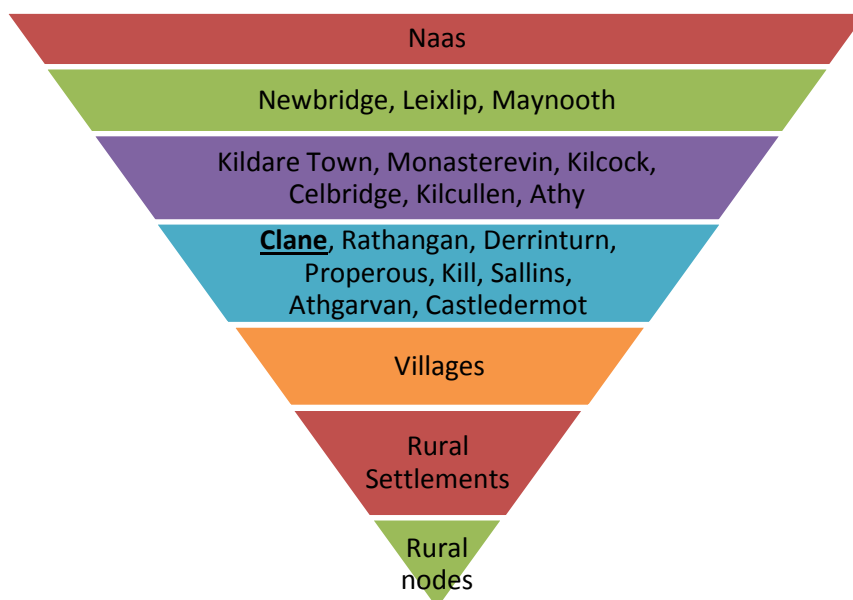 Naas
Newbridge, Leixlip, Maynooth
Kildare Town, Monasterevin, Kilcock,
Celbridge, Kilcullen, Athy
Clane, Rathangan, Derrinturn,
Properous, Kill, Sallins,
Athgarvan, Castledermot
Villages
Rural
Settlements
Rural
nodes